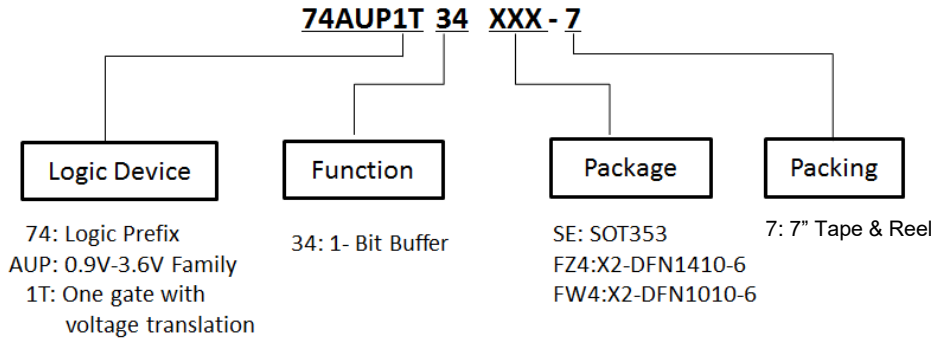 74AUP1T 34 XXX - 7
Logic Device
Function
Package
Packing
74: Logic Prefix
AUP: 0.9V-3.6V Family
1T: One gate with
voltage translation
34: 1- Bit Buffer
SE: SOT353
FZ4:X2-DFN1410-6
FW4:X2-DFN1010-6
7: 7” Tape & Reel